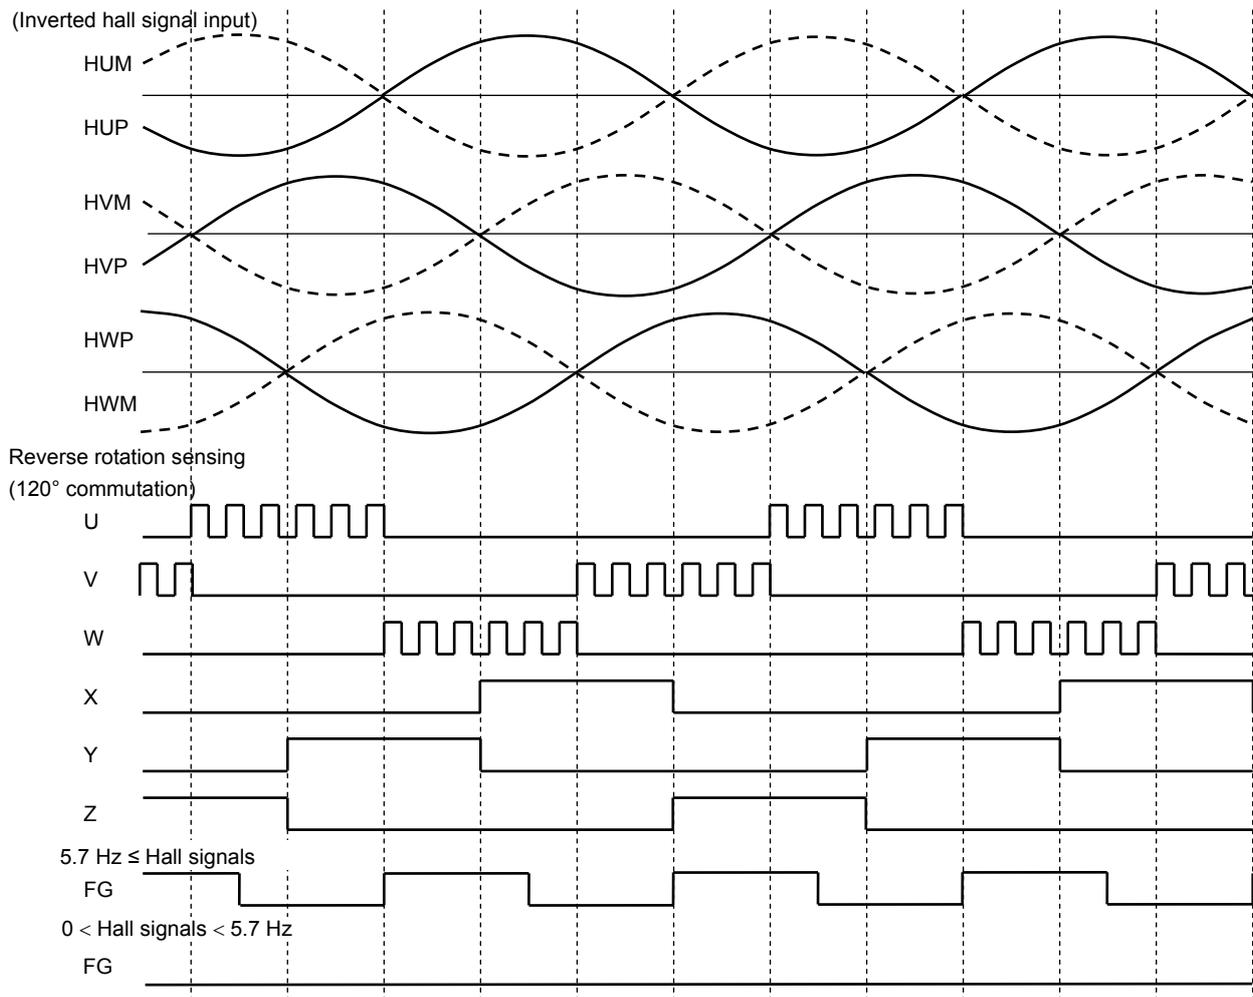 (Inverted hall signal input)
HUM
HUP
HVM
HVP
HWP
HWM
Reverse rotation sensing
(120° commutation)
U
V
W
X
Y
Z
5.7 Hz ≤ Hall signals
FG
0 < Hall signals < 5.7 Hz
FG